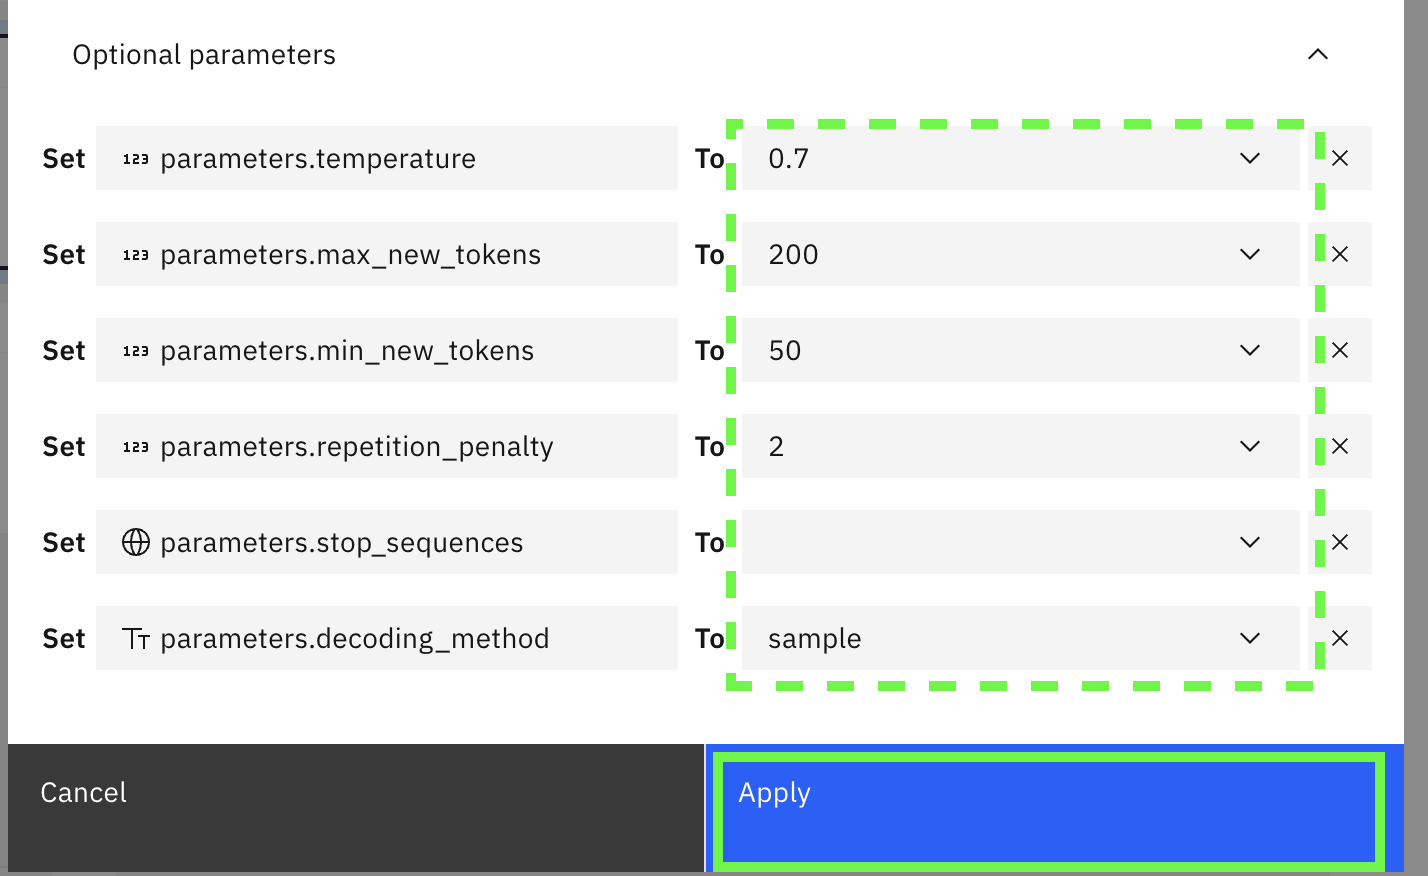 Optional parameters
Set 123 parameters.temperature To 0.7
Set 123 parameters.max_new_tokens To 200
Set 123 parameters.min_new_tokens To 50
Set 123 parameters.repetition_penalty To 2
Set parameters.stop_sequences To
Set TT parameters.decoding_method To sample
Cancel Apply